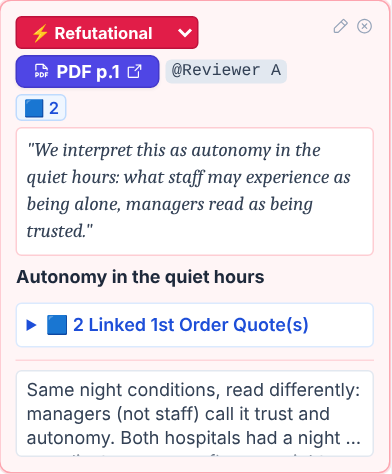 ⚡ Refutational
PDF PDF p.1 @Reviewer A
🟦 2
"We interpret this as autonomy in the
quiet hours: what staff may experience as
being alone, managers read as being
trusted."
Autonomy in the quiet hours
▶ 🟦 2 Linked 1st Order Quote(s)
Same night conditions, read differently:
managers (not staff) call it trust and
autonomy. Both hospitals had a night ...